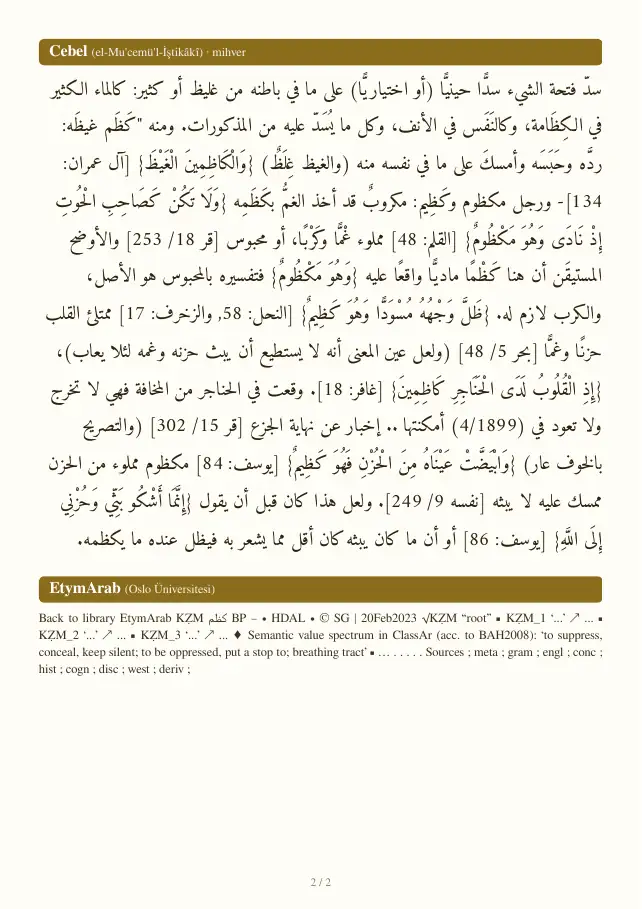 Cebel (el-Mu'cemü'l-İştikâkî) · mihver
سدّ فتحة الشيء سدًّا حينيًّا (أو اختياريًّا) على ما في باطنه من غليظ أو كثير: كالماء الكثير
في الكِظَامة، وكالنَفَس في الأنف، وكل ما يُسَدّ عليه من المذكورات. ومنه "كَظَم غيظَه:
ردَّه وحَبَسَه وأمسكَ على ما في نفسه منه (والغيظ غِلَظٌ) {وَالْكَاظِمِينَ الْغَيْظَ} [آل عمران:
134]- ورجل مكظوم وكَظِيم: مكروبٌ قد أخذ الغمُّ بكَظَمِه {وَلَا تَكُنْ كَصَاحِبِ الْحُوتِ
إِذْ نَادَى وَهُوَ مَكْظُومٌ} [القلم: 48] مملوء غْمًّا وكَرْبًا، أو محبوس [قر 18/ 253] والأوضح
المستيقَن أن هنا كَظْمًا ماديًّا واقعًا عليه {وَهُوَ مَكْظُومٌ} فتفسيره بالمحبوس هو الأصل،
والكرب لازم له. {ظَلَّ وَجْهُهُ مُسْوَدًّا وَهُوَ كَظِيمٌ} [النحل: 58, والزخرف: 17] ممتلئ القلب
حزنًا وغمًّا [بحر 5/ 48] (ولعل عين المعنى أنه لا يستطيع أن يبث حزنه وغمه لئلا يعاب)،
{إِذِ الْقُلُوبُ لَدَى الْحَنَاجِرِ كَاظِمِينَ} [غافر: 18]. وقعت في الحناجر من المخافة فهي لا تخرج
ولا تعود في (4/1899) أمكنتها .. إخبار عن نهاية الجزع [قر 15/ 302] (والتصريح
بالخوف عار) {وَابْيَضَّتْ عَيْنَاهُ مِنَ الْحُزْنِ فَهُوَ كَظِيمٌ} [يوسف: 84] مكظوم مملوء من الحزن
ممسك عليه لا يبثه [نفسه 9/ 249]. ولعل هذا كان قبل أن يقول {إِنَّمَا أَشْكُو بَثِّي وَحُزْنِي
إِلَى اللَّهِ} [يوسف: 86] أو أن ما كان يبثه كان أقل مما يشعر به فيظل عنده ما يكظمه.
EtymArab (Oslo Üniversitesi)
Back to library EtymArab KẒM كظم BP ~ • HDAL • © SG | 20Feb2023 √KẒM “root” ▪ KẒM_1 ‘...’ ↗ ... ▪
KẒM_2 ‘...’ ↗ ... ▪ KẒM_3 ‘...’ ↗ ... ♦ Semantic value spectrum in ClassAr (acc. to BAH2008): ‘to suppress,
conceal, keep silent; to be oppressed, put a stop to; breathing tract’ ▪ … . . . . . Sources ; meta ; gram ; engl ; conc ;
hist ; cogn ; disc ; west ; deriv ;
2 / 2